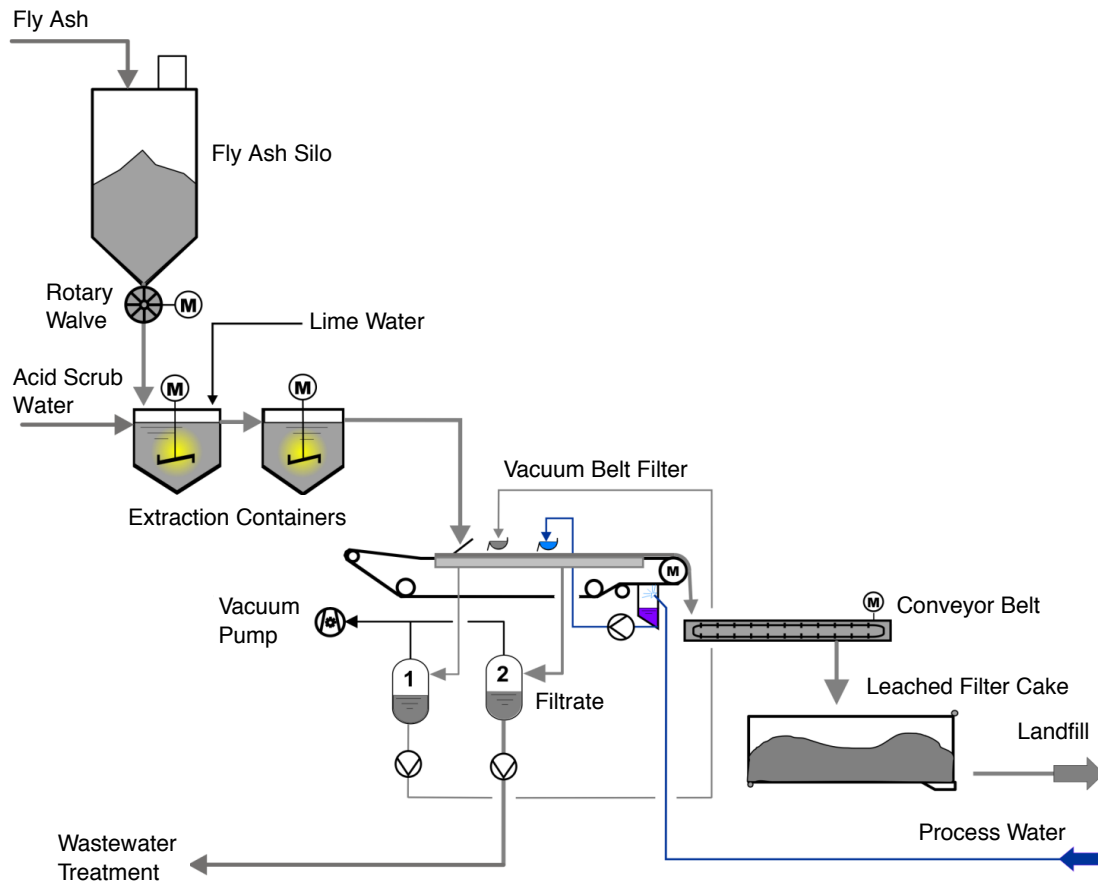 Fly Ash
Fly Ash Silo
Rotary
Walve
M
Lime Water
Acid Scrub
Water
M
M
Extraction Containers
Vacuum Belt Filter
M
Vacuum
Pump
M
Conveyor Belt
1
2
Filtrate
Leached Filter Cake
Landfill
Process Water
Wastewater
Treatment